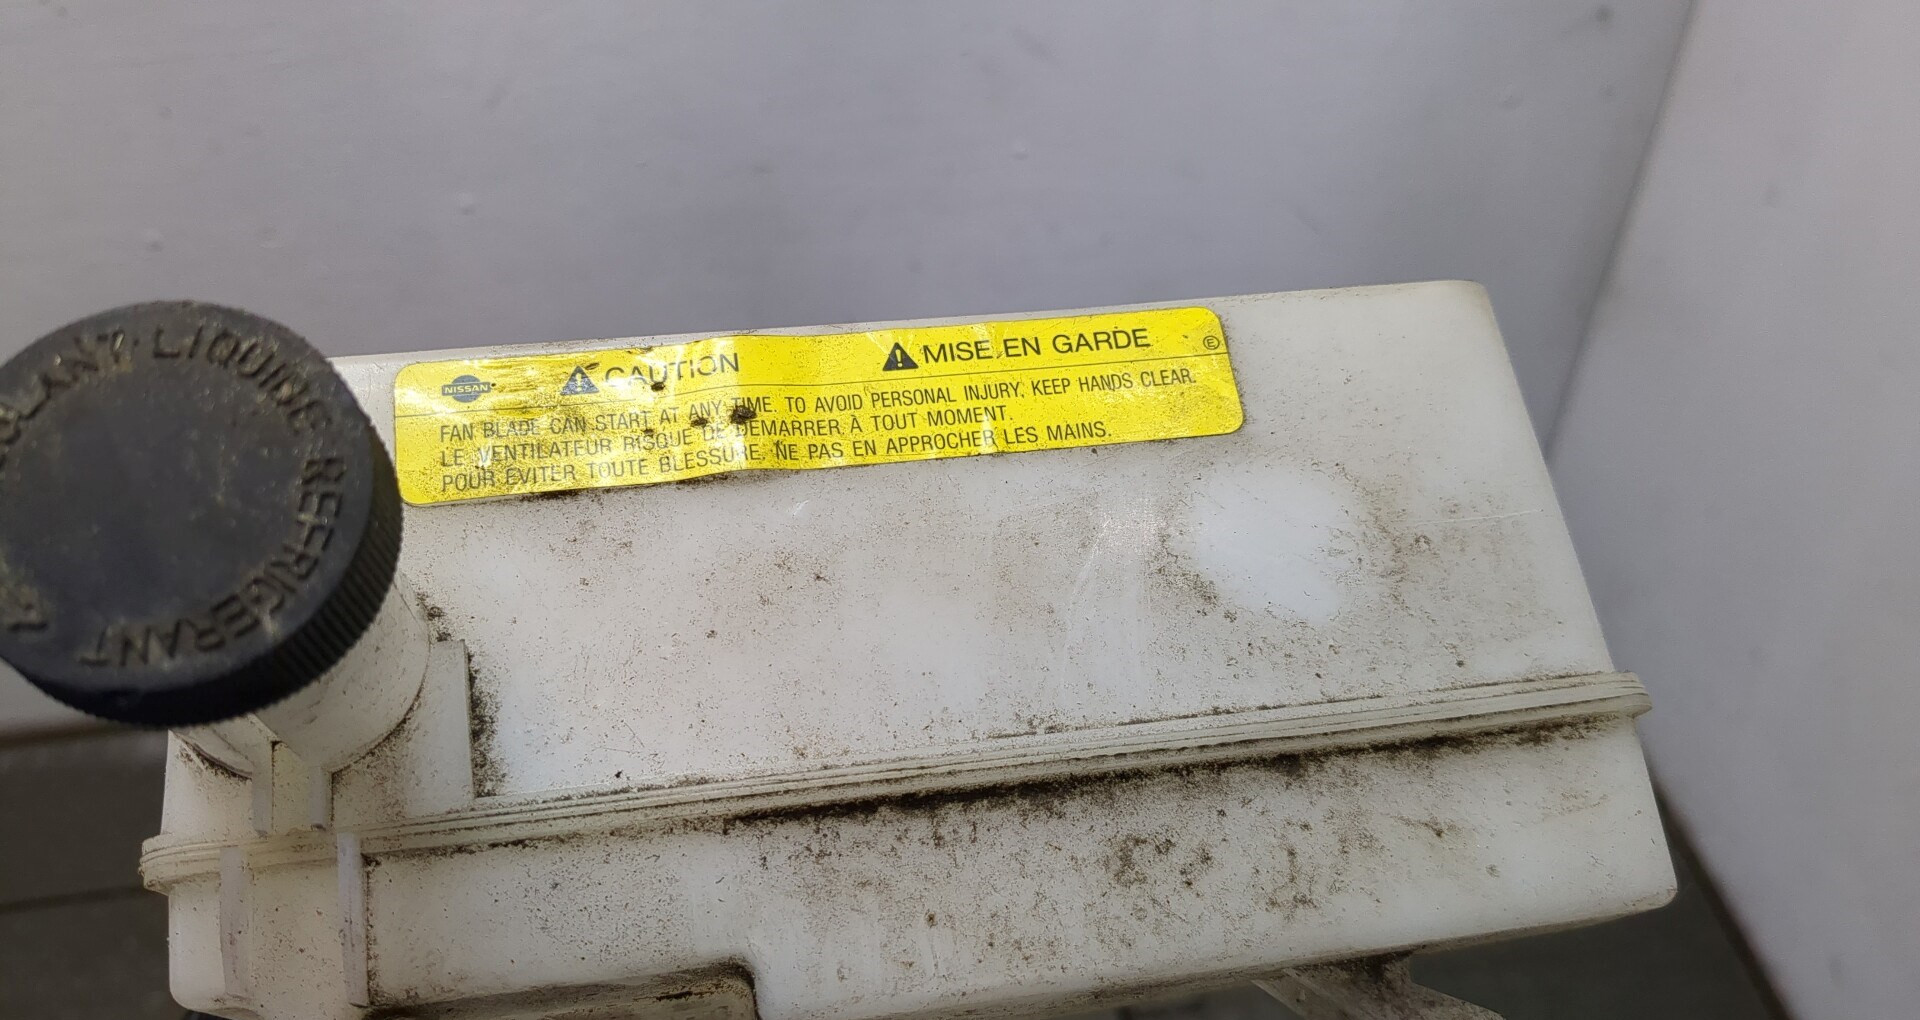 NISSAN
CAUTION
MISE EN GARDE
E
FAN BLADE CAN START AT ANY TIME. TO AVOID PERSONAL INJURY, KEEP HANDS CLEAR.
LE VENTILATEUR RISQUE DE DEMARRER A TOUT MOMENT.
POUR EVITER TOUTE BLESSURE, NE PAS EN APPROCHER LES MAINS.
LIQUIDE REFRIGERANT